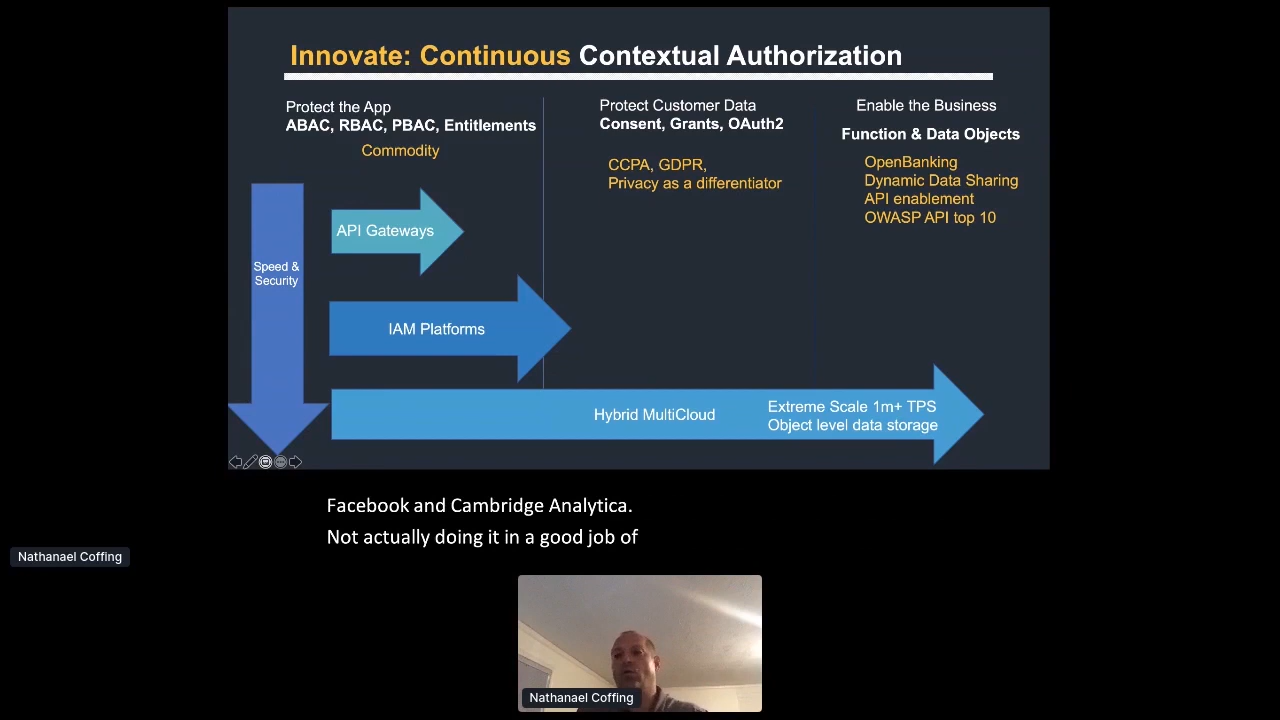 Innovate: Continuous Contextual Authorization
Protect the App
ABAC, RBAC, PBAC, Entitlements
Commodity
Protect Customer Data
Consent, Grants, OAuth2
CCPA, GDPR,
Privacy as a differentiator
Enable the Business
Function & Data Objects
OpenBanking
Dynamic Data Sharing
API enablement
OWASP API top 10
Speed &
Security
API Gateways
IAM Platforms
Hybrid MultiCloud
Extreme Scale 1m+ TPS
Object level data storage
Facebook and Cambridge Analytica.
Not actually doing it in a good job of
Nathanael Coffing
Nathanael Coffing